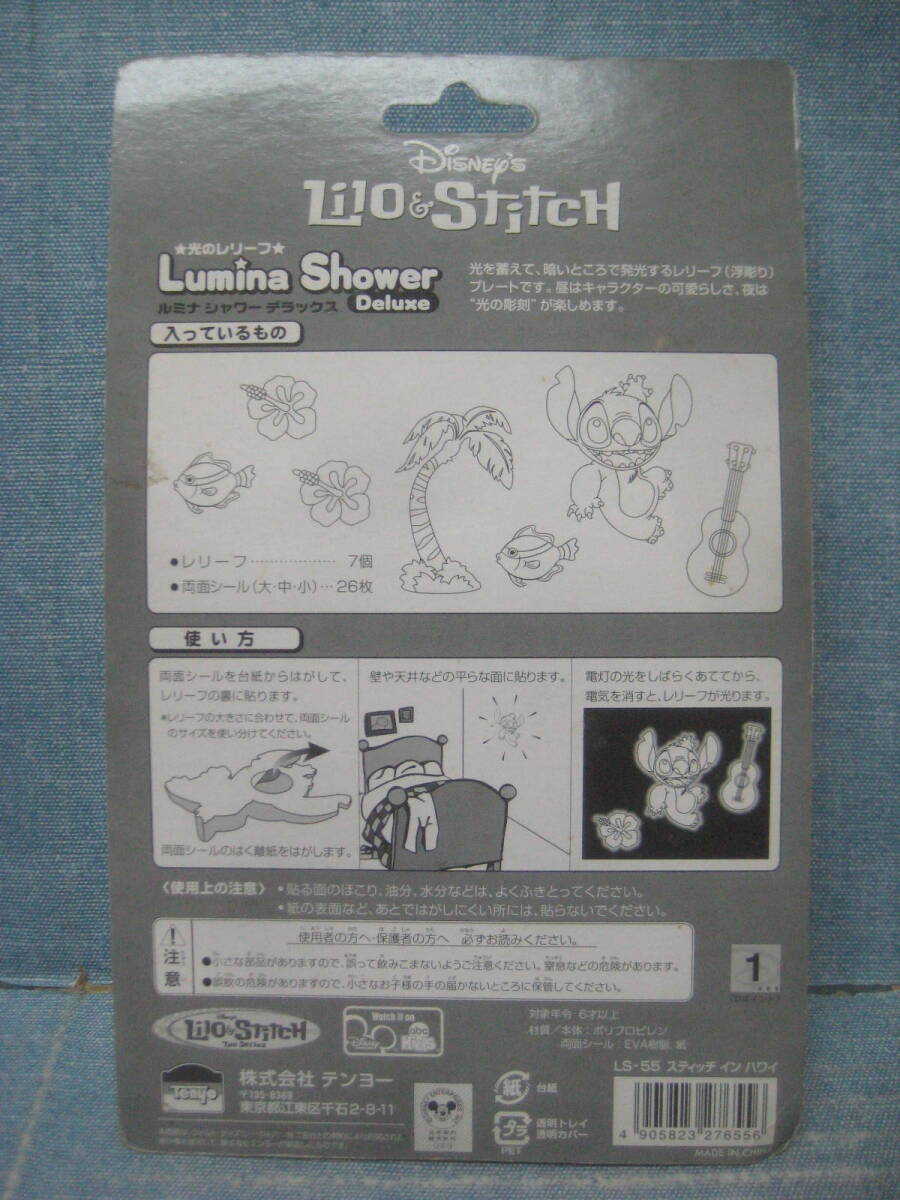 Disney's
Lilo & Stitch
★光のレリーフ★
Lumina Shower
Deluxe
ルミナ シャワー デラックス
光を蓄えて、暗いところで発光するレリーフ(浮彫り)
プレートです。昼はキャラクターの可愛らしさ、夜は
“光の彫刻”が楽しめます。
入っているもの
●レリーフ………………7個
●両面シール(大・中・小)…26枚
使い方
両面シールを台紙からはがして、
レリーフの裏に貼ります。
*レリーフの大きさに合わせて、両面シール
のサイズを使い分けてください。
両面シールのはく離紙をはがします。
壁や天井などの平らな面に貼ります。
電灯の光をしばらくあててから、
電気を消すと、レリーフが光ります。
〈使用上の注意〉 •貼る面のほこり、油分、水分などは、よくふきとってください。
•紙の表面など、あとではがしにくい所には、貼らないでください。
注意
使用者の方へ・保護者の方へ 必ずお読みください。
●小さな部品がありますので、誤って飲みこまないようご注意ください。窒息などの危険があります。
●誤飲の危険がありますので、小さなお子様の手の届かないところに保管してください。
1
Disney's
Lilo & Stitch
The Series
Watch it on
Disney
abc
KIDS
対象年令 6才以上
材質/本体:ポリプロピレン
両面シール:EVA樹脂、紙
LS-55 スティッチ イン ハワイ
Tenyo
株式会社 テンヨー
東京都江東区千石2-8-11
紙
台紙
プラ
PET
透明トレイ
透明カバー
4 905823 276556
MADE IN CHINA